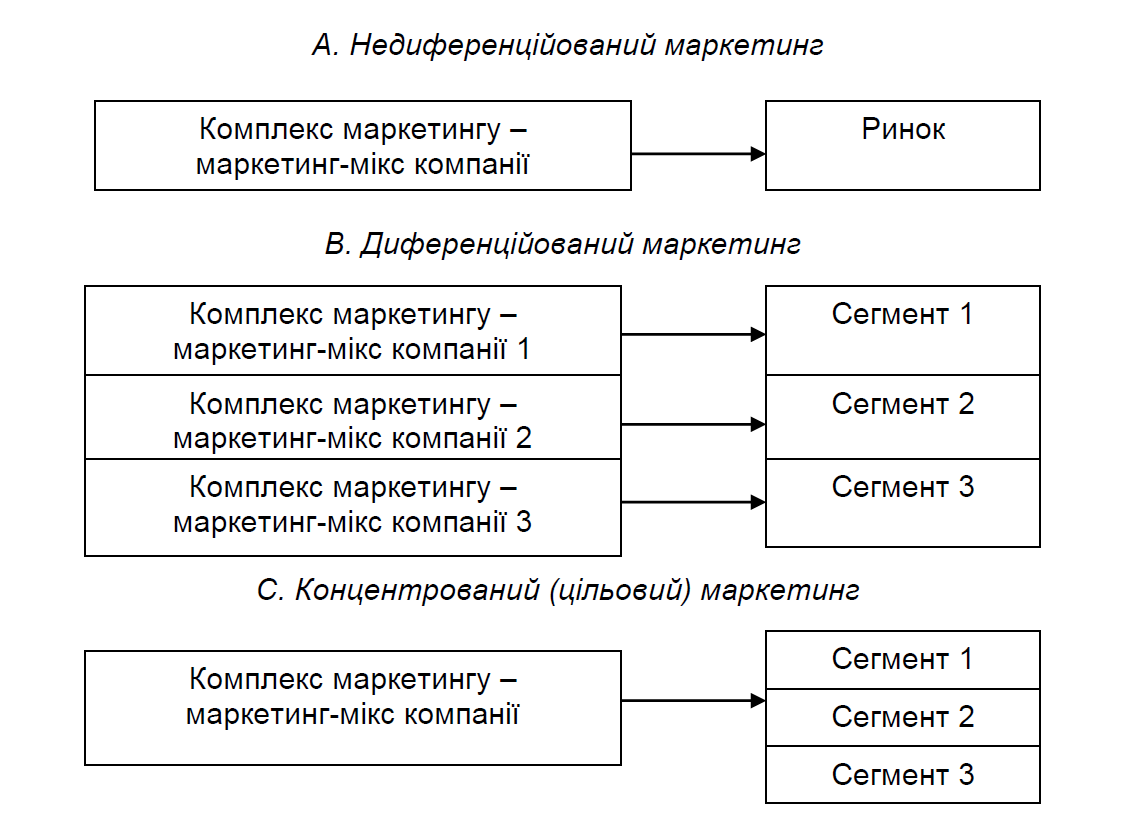 А. Недиференційований маркетинг
Комплекс маркетингу –
маркетинг-мікс компанії
Ринок
В. Диференційований маркетинг
Комплекс маркетингу –
маркетинг-мікс компанії 1
Сегмент 1
Комплекс маркетингу –
маркетинг-мікс компанії 2
Сегмент 2
Комплекс маркетингу –
маркетинг-мікс компанії 3
Сегмент 3
С. Концентрований (цільовий) маркетинг
Комплекс маркетингу –
маркетинг-мікс компанії
Сегмент 1
Сегмент 2
Сегмент 3